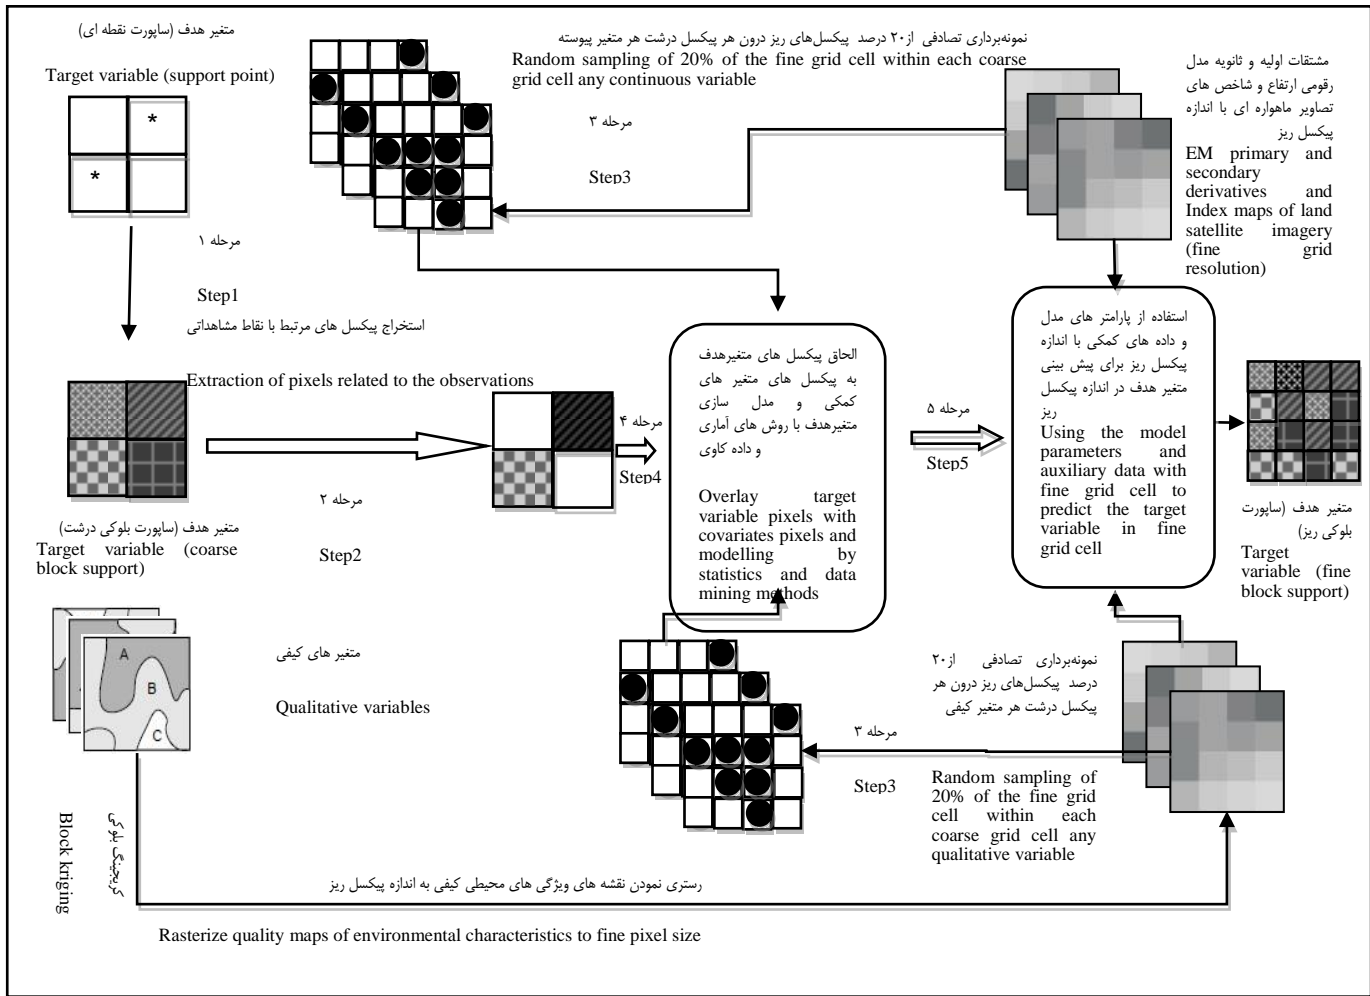 متغیر هدف (ساپورت نقطه ای)
Target variable (support point)
*
*
مرحله ۱
Step1
استخراج پیکسل های مرتبط با نقاط مشاهداتی
Extraction of pixels related to the observations
نمونه‌برداری تصادفی از۲۰ درصد پیکسل‌های ریز درون هر پیکسل درشت هر متغیر پیوسته
Random sampling of 20% of the fine grid cell within each coarse
grid cell any continuous variable
مرحله ۳
Step3
مشتقات اولیه و ثانویه مدل
رقومی ارتفاع و شاخص های
تصاویر ماهواره ای با اندازه
پیکسل ریز
EM primary and
secondary
derivatives and
Index maps of land
satellite imagery
(fine grid
resolution)
مرحله ۲
Step2
متغیر هدف (ساپورت بلوکی درشت)
Target variable (coarse
block support)
مرحله ۴
Step4
الحاق پیکسل های متغیرهدف
به پیکسل های متغیر های
کمکی و مدل سازی
متغیرهدف با روش های آماری
و داده کاوی
Overlay target
variable pixels with
covariates pixels and
modelling by
statistics and data
mining methods
مرحله ۵
Step5
استفاده از پارامتر های مدل
و داده های کمکی با اندازه
پیکسل ریز برای پیش بینی
متغیر هدف در اندازه پیکسل
ریز
Using the model
parameters and
auxiliary data with
fine grid cell to
predict the target
variable in fine
grid cell
متغیر هدف (ساپورت
بلوکی ریز)
Target
variable (fine
block support)
A
B
C
متغیر های کیفی
Qualitative variables
نمونه‌برداری تصادفی از۲۰
درصد پیکسل‌های ریز درون هر
پیکسل درشت هر متغیر کیفی
مرحله ۳
Step3
Random sampling of
20% of the fine grid
cell within each
coarse grid cell any
qualitative variable
کریجینگ بلوکی
Block kriging
رستری نمودن نقشه های ویژگی های محیطی کیفی به اندازه پیکسل ریز
Rasterize quality maps of environmental characteristics to fine pixel size